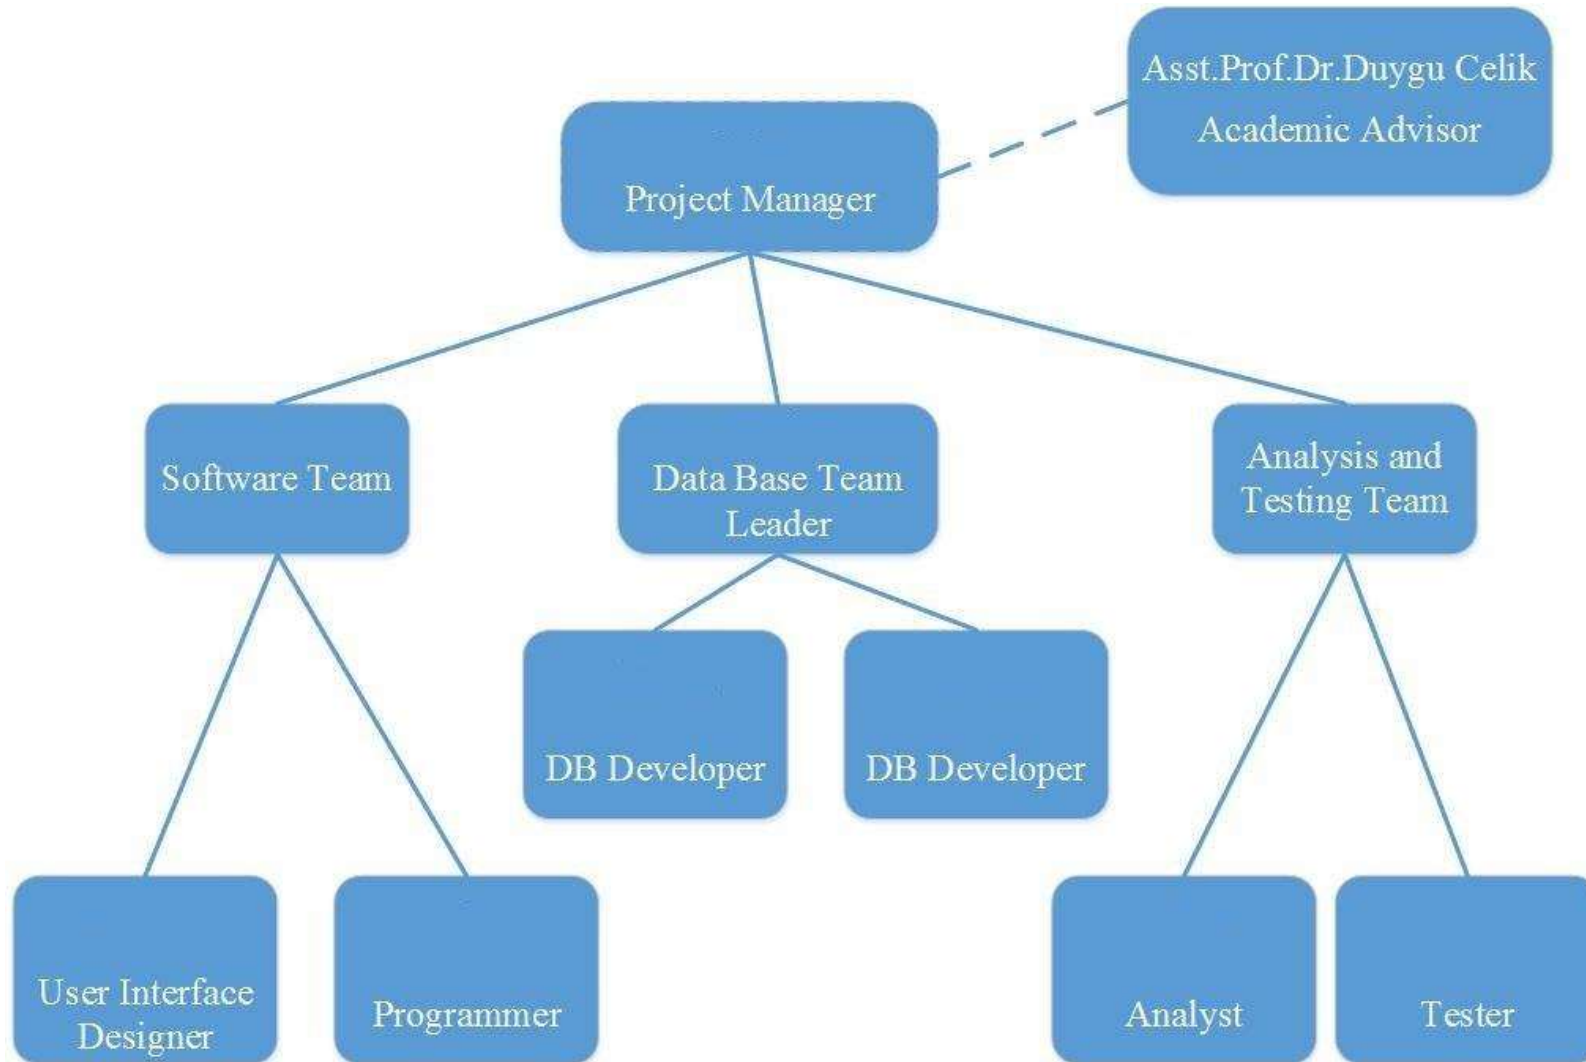 Asst.Prof.Dr.Duygu Celik
Academic Advisor
Project Manager
Software Team
Data Base Team
Leader
Analysis and
Testing Team
DB Developer
DB Developer
User Interface
Designer
Programmer
Analyst
Tester